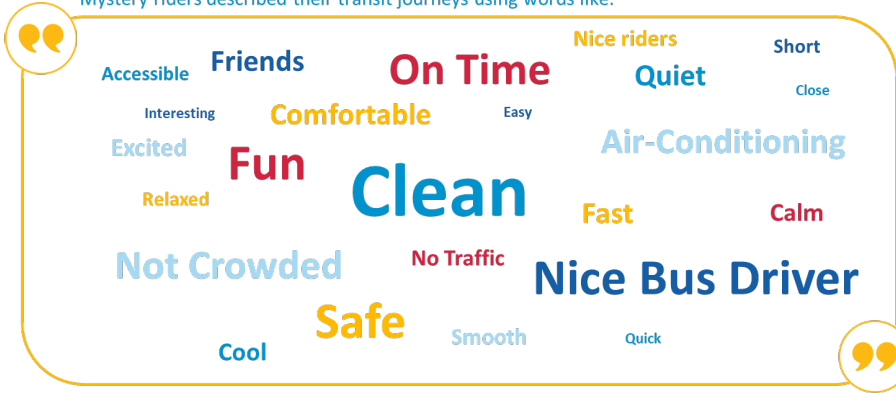 Mystery riders described their transit journeys using words like:
Nice riders
Short
Friends
On Time
Accessible
Quiet
Close
Interesting
Comfortable
Easy
Excited
Air-Conditioning
Fun
Clean
Relaxed
Fast
Calm
Not Crowded
No Traffic
Nice Bus Driver
Safe
Smooth
Quick
Cool